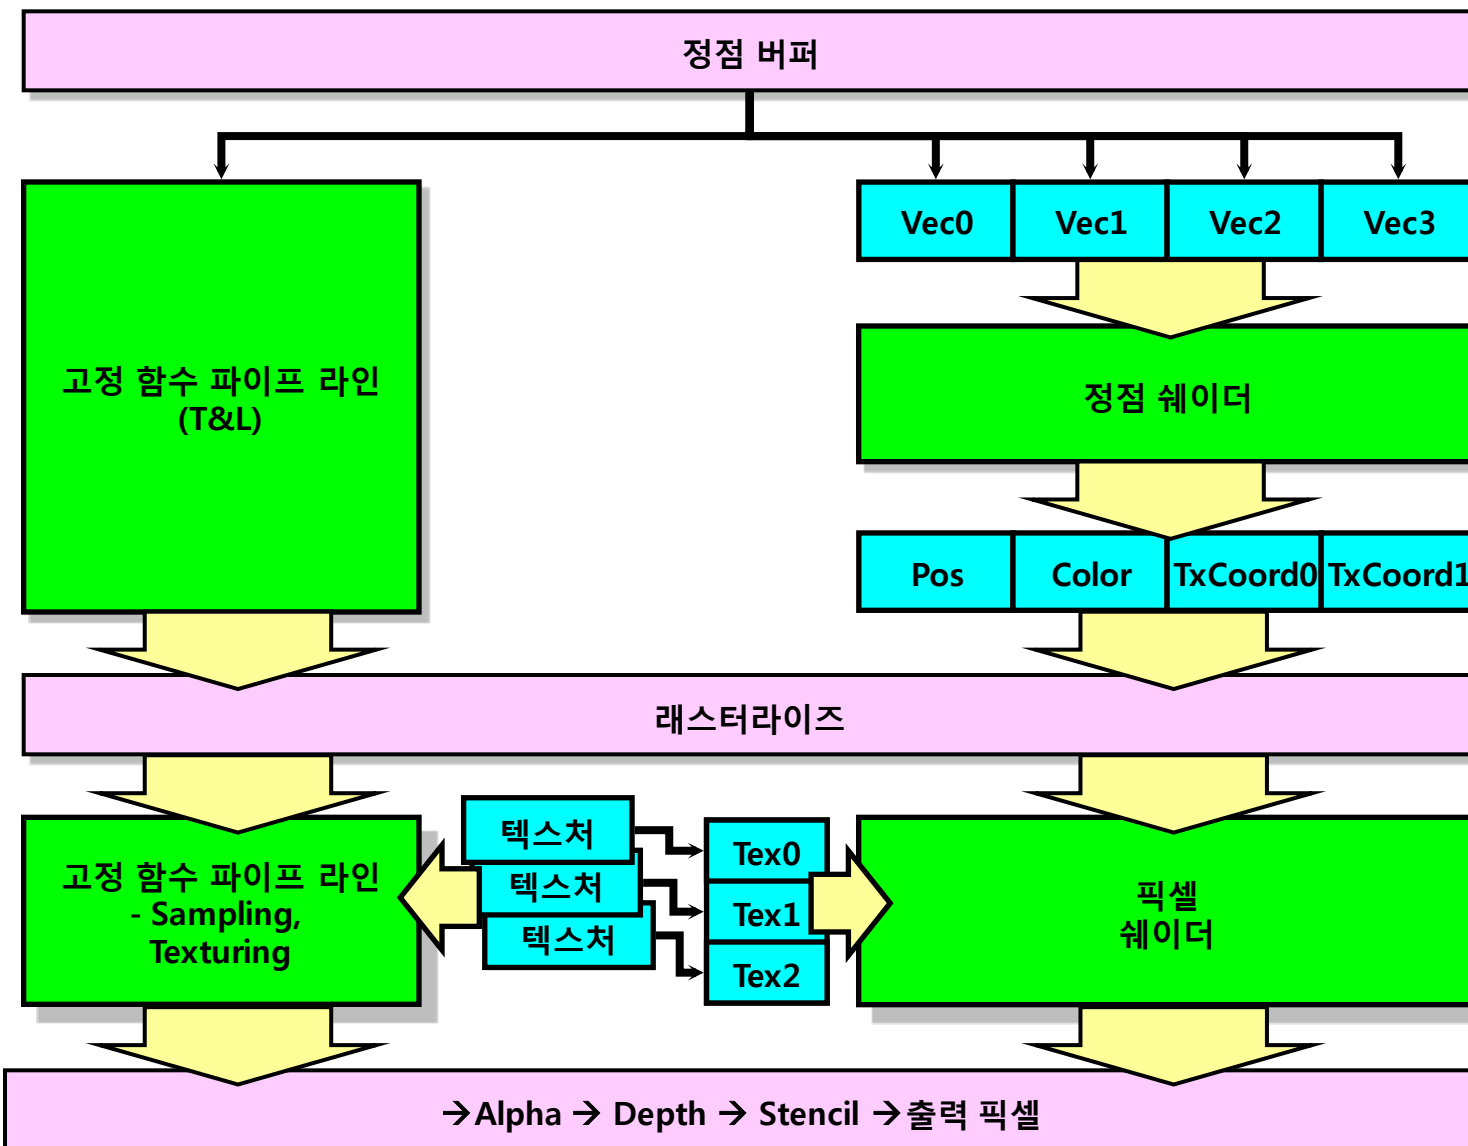 정점 버퍼
Vec0 Vec1 Vec2 Vec3
고정 함수 파이프 라인
(T&L)
정점 쉐이더
Pos Color TxCoord0 TxCoord1
래스터라이즈
고정 함수 파이프 라인
- Sampling,
Texturing
텍스처
텍스처
텍스처
Tex0
Tex1
Tex2
픽셀
쉐이더
→Alpha → Depth → Stencil →출력 픽셀